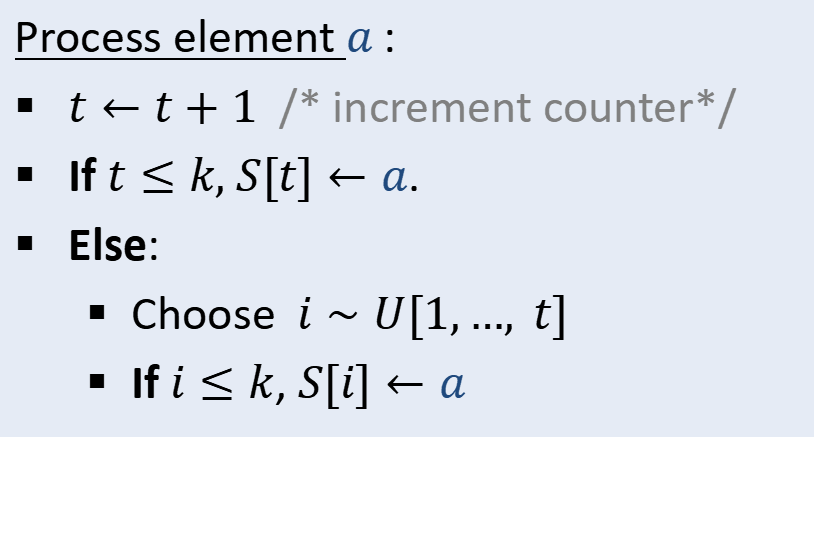 Process element a :
▪ t ← t + 1 /* increment counter*/
▪ If t ≤ k, S[t] ← a.
▪ Else:
▪ Choose i ~ U[1, …, t]
▪ If i ≤ k, S[i] ← a